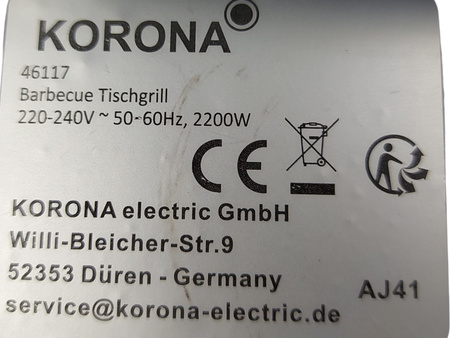 KORONA
46117
Barbecue Tischgrill
220-240V ~ 50-60Hz, 2200W
CE
KORONA electric GmbH
Willi-Bleicher-Str.9
52353 Düren - Germany
AJ41
service@korona-electric.de